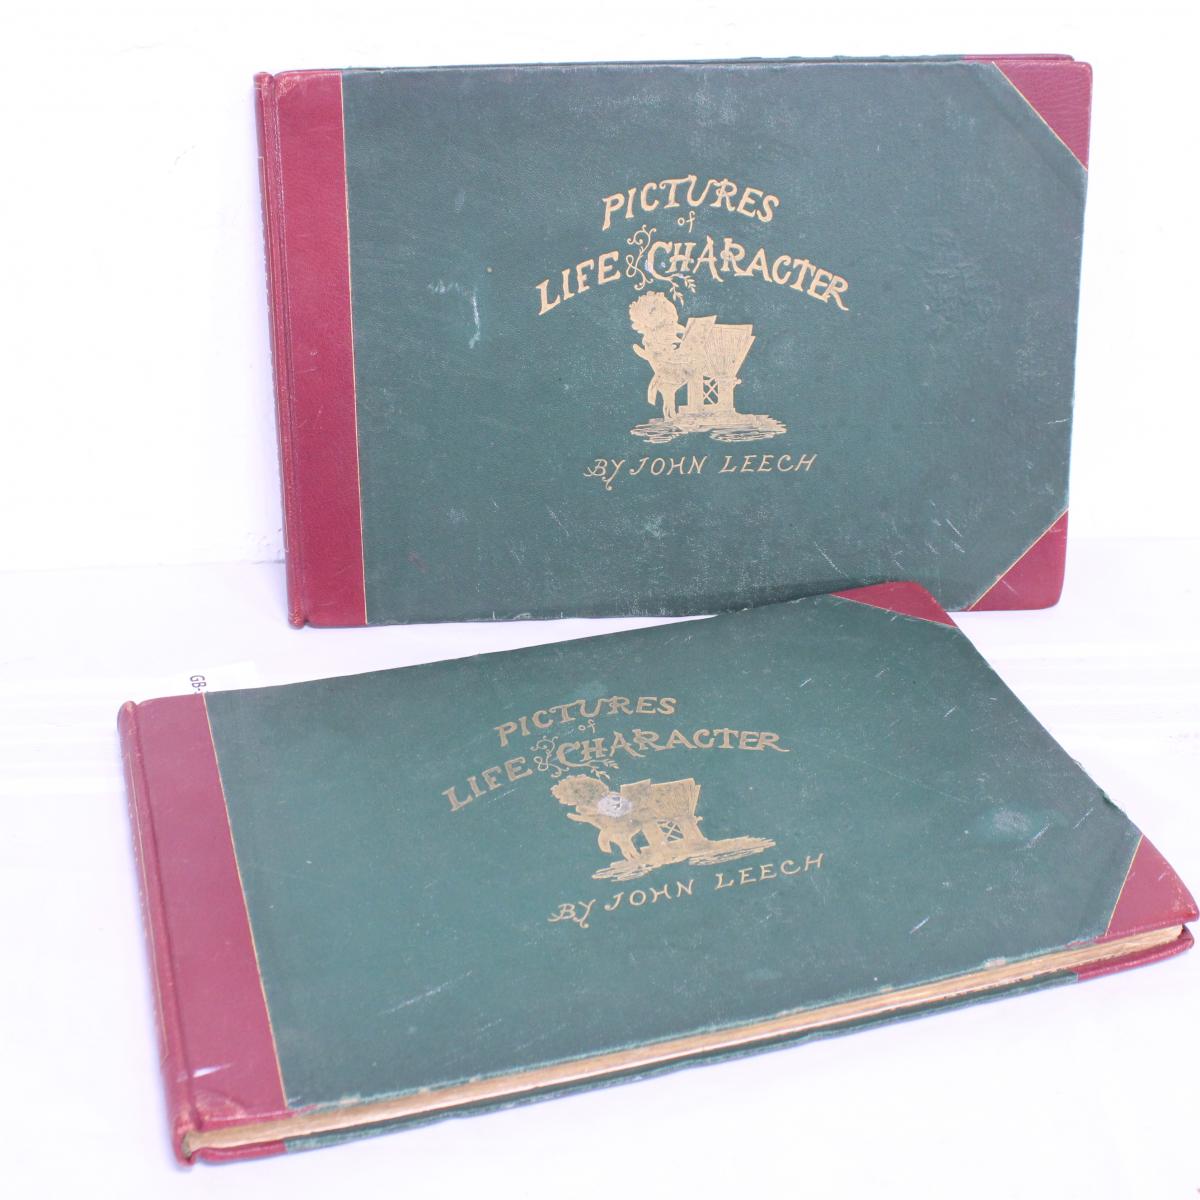 PICTURES
of
LIFE & CHARACTER
BY JOHN LEECH
GB-
PICTURES
of
LIFE & CHARACTER
BY JOHN LEECH